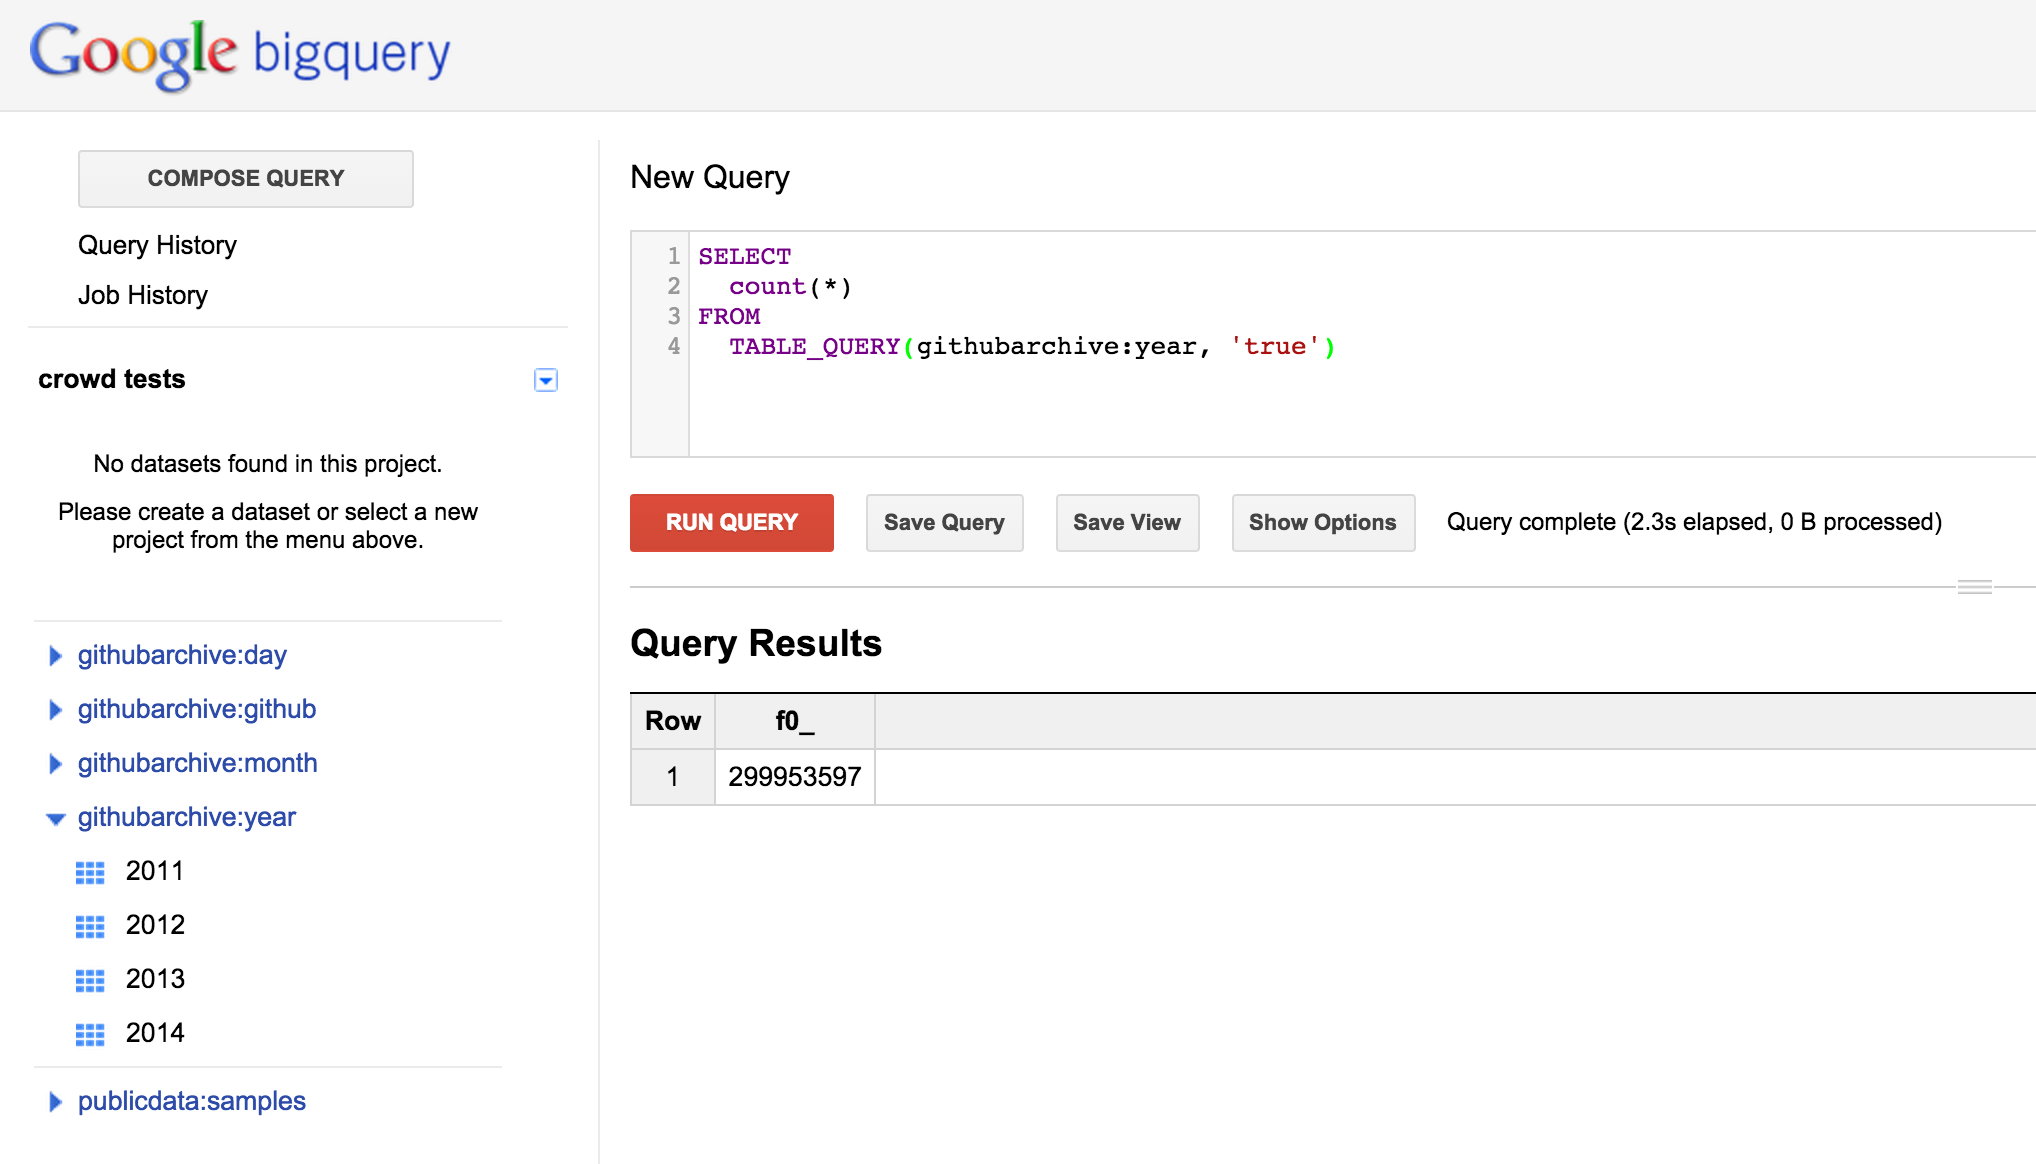 Google bigquery
COMPOSE QUERY
Query History
Job History
crowd tests
No datasets found in this project.
Please create a dataset or select a new
project from the menu above.
githubarchive:day
githubarchive:github
githubarchive:month
githubarchive:year
2011
2012
2013
2014
publicdata:samples
New Query
1 SELECT
2   count(*)
3 FROM
4   TABLE_QUERY(githubarchive:year, 'true')
RUN QUERY Save Query Save View Show Options Query complete (2.3s elapsed, 0 B processed)
Query Results
Row f0_
1 299953597